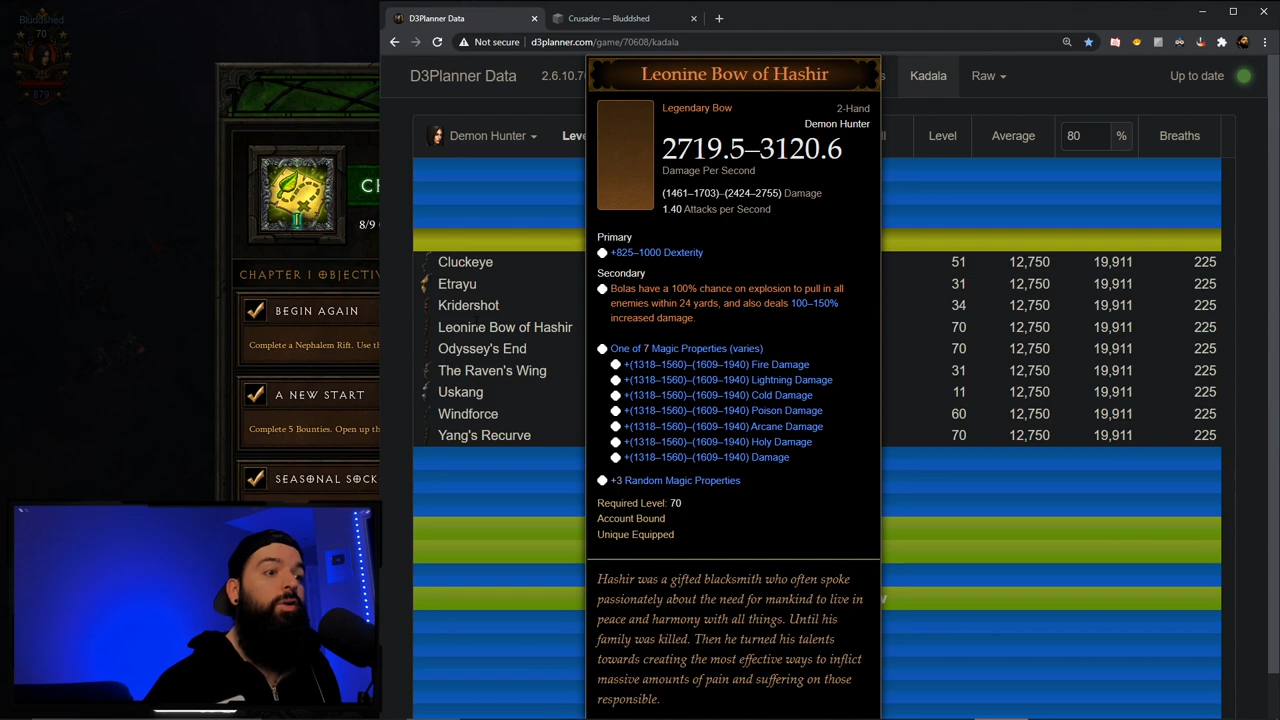 Bluddshed
70
879
D3Planner Data
Crusader — Bluddshed
Not secure
d3planner.com/game/70608/kadala
D3Planner Data
2.6.10.70
Kadala
Raw
Up to date
Demon Hunter
Level
Average
80
%
Breaths
Leonine Bow of Hashir
Legendary Bow
2-Hand
Demon Hunter
2719.5–3120.6
Damage Per Second
(1461–1703)–(2424–2755) Damage
1.40 Attacks per Second
Primary
+825–1000 Dexterity
Secondary
Bolas have a 100% chance on explosion to pull in all
enemies within 24 yards, and also deals 100–150%
increased damage.
One of 7 Magic Properties (varies)
+(1318–1560)–(1609–1940) Fire Damage
+(1318–1560)–(1609–1940) Lightning Damage
+(1318–1560)–(1609–1940) Cold Damage
+(1318–1560)–(1609–1940) Poison Damage
+(1318–1560)–(1609–1940) Arcane Damage
+(1318–1560)–(1609–1940) Holy Damage
+(1318–1560)–(1609–1940) Damage
+3 Random Magic Properties
Required Level: 70
Account Bound
Unique Equipped
Hashir was a gifted blacksmith who often spoke
passionately about the need for mankind to live in
peace and harmony with all things. Until his
family was killed. Then he turned his talents
towards creating the most effective ways to inflict
massive amounts of pain and suffering on those
responsible.
Cluckeye 51 12,750 19,911 225
Etrayu 31 12,750 19,911 225
Kridershot 34 12,750 19,911 225
Leonine Bow of Hashir 70 12,750 19,911 225
Odyssey's End 70 12,750 19,911 225
The Raven's Wing 31 12,750 19,911 225
Uskang 11 12,750 19,911 225
Windforce 60 12,750 19,911 225
Yang's Recurve 70 12,750 19,911 225
8/9
CHAPTER I OBJECTIV
BEGIN AGAIN
Complete a Nephalem Rift. Use th
A NEW START
Complete 5 Bounties. Open up th
SEASONAL SOCK